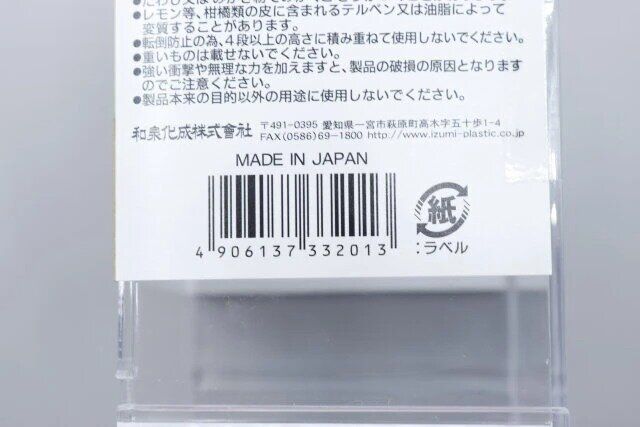 ●レモン等、柑橘類の皮に含まれるテルペン又は油脂によって
変質することがあります。
●転倒防止の為、4段以上の高さに積み重ねて使用しないでください。
●重いものは載せないでください。
●強い衝撃や無理な力を加えますと、製品の破損の原因となります
のでご注意ください。
●製品本来の目的以外の用途に使用しないでください。
和泉化成株式會社 〒491-0395 愛知県一宮市萩原町高木字五十歩1-4
FAX(0586)69-1800 http://www.izumi-plastic.co.jp
MADE IN JAPAN
4 906137 332013
紙
:ラベル